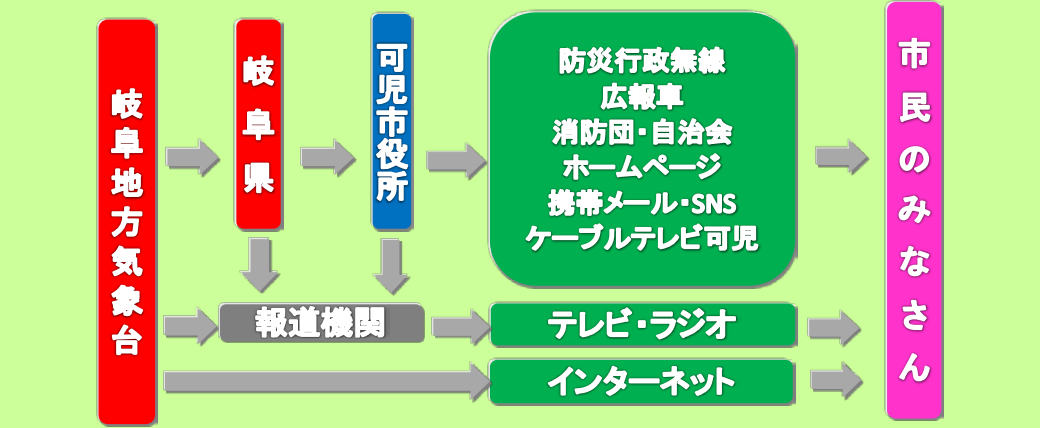 岐阜地方気象台
岐阜県
可児市役所
防災行政無線
広報車
消防団・自治会
ホームページ
携帯メール・SNS
ケーブルテレビ可児
市民のみなさん
報道機関
テレビ・ラジオ
インターネット